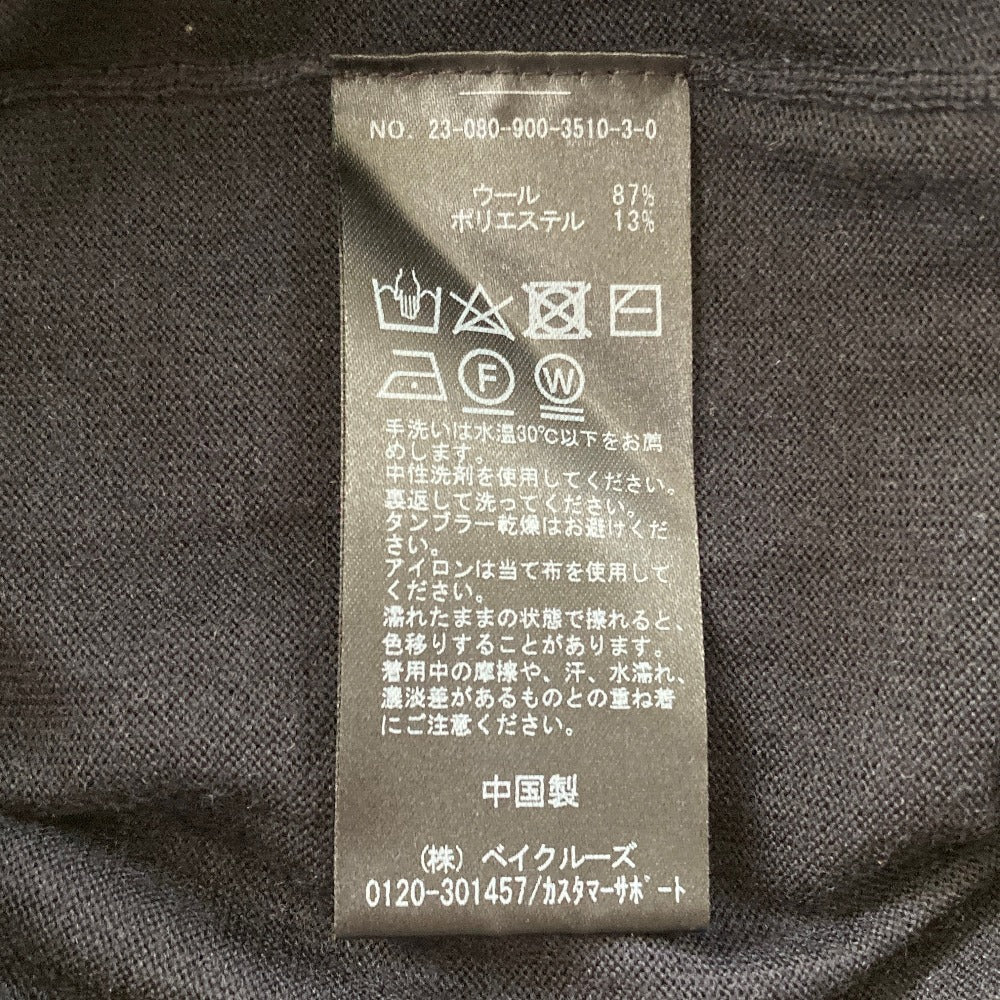 NO. 23-080-900-3510-3-0
ウール 87%
ポリエステル 13%
F W
手洗いは水温30℃以下をお薦
めします。
中性洗剤を使用してください。
裏返して洗ってください。
タンブラー乾燥はお避けくだ
さい。
アイロンは当て布を使用して
ください。
濡れたままの状態で擦れると、
色移りすることがあります。
着用中の摩擦や、汗、水濡れ、
濃淡差があるものとの重ね着
にご注意ください。
中国製
(株) ベイクルーズ
0120-301457/カスタマーサポート